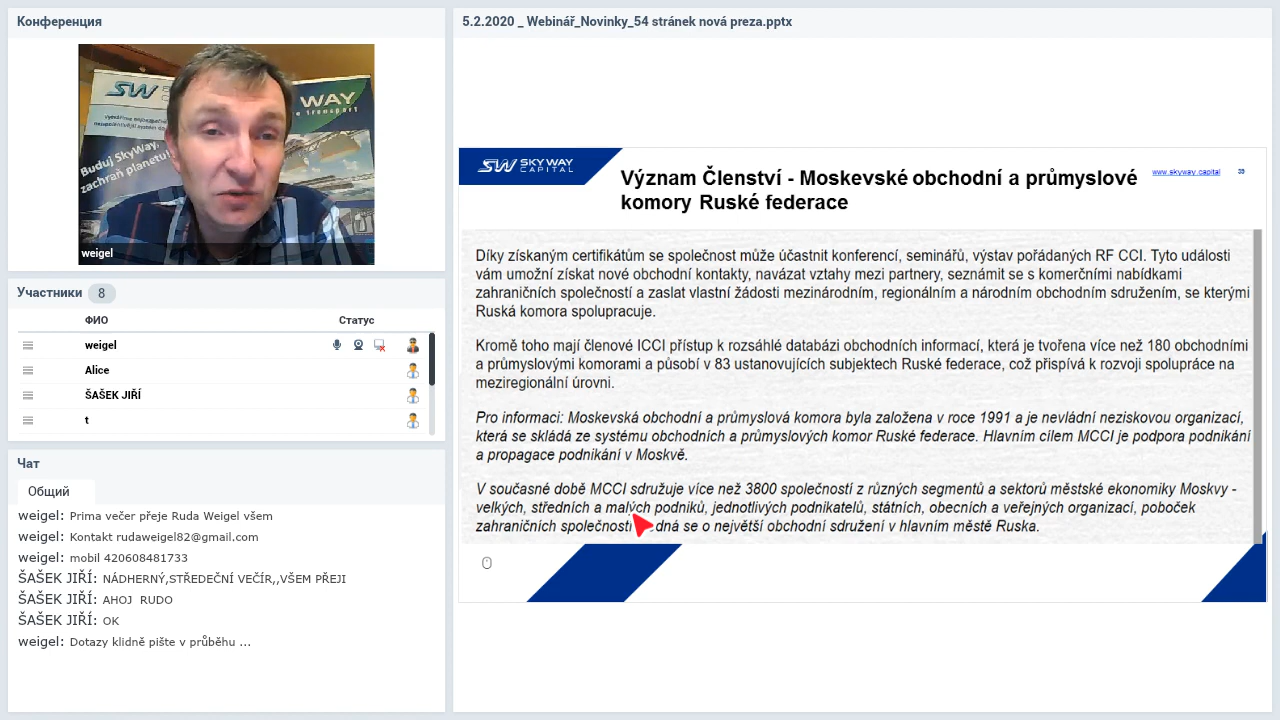 Конференция
SW
WAY
e transport
Buduj SkyWay,
zachraň planetu!
weigel
Участники 8
ФИО Статус
weigel
Alice
ŠAŠEK JIŘÍ
t
Чат
Общий
weigel: Prima večer přeje Ruda Weigel všem
weigel: Kontakt rudaweigel82@gmail.com
weigel: mobil 420608481733
ŠAŠEK JIŘÍ: NÁDHERNÝ,STŘEDEČNÍ VEČÍR,,VŠEM PŘEJI
ŠAŠEK JIŘÍ: AHOJ RUDO
ŠAŠEK JIŘÍ: OK
weigel: Dotazy klidně pište v průběhu ...
5.2.2020 _ Webinář_Novinky_54 stránek nová preza.pptx
SW SKY WAY
CAPITAL
Význam Členství - Moskevské obchodní a průmyslové
komory Ruské federace
www.skyway.capital
Díky získaným certifikátům se společnost může účastnit konferencí, seminářů, výstav pořádaných RF CCI. Tyto události
vám umožní získat nové obchodní kontakty, navázat vztahy mezi partnery, seznámit se s komerčními nabídkami
zahraničních společností a zaslat vlastní žádosti mezinárodním, regionálním a národním obchodním sdružením, se kterými
Ruská komora spolupracuje.
Kromě toho mají členové ICCI přístup k rozsáhlé databázi obchodních informací, která je tvořena více než 180 obchodními
a průmyslovými komorami a působí v 83 ustanovujících subjektech Ruské federace, což přispívá k rozvoji spolupráce na
meziregionální úrovni.
Pro informaci: Moskevská obchodní a průmyslová komora byla založena v roce 1991 a je nevládní neziskovou organizací,
která se skládá ze systému obchodních a průmyslových komor Ruské federace. Hlavním cílem MCCI je podpora podnikání
a propagace podnikání v Moskvě.
V současné době MCCI sdružuje více než 3800 společností z různých segmentů a sektorů městské ekonomiky Moskvy -
velkých, středních a malých podniků, jednotlivých podnikatelů, státních, obecních a veřejných organizací, poboček
zahraničních společností dná se o největší obchodní sdružení v hlavním městě Ruska.